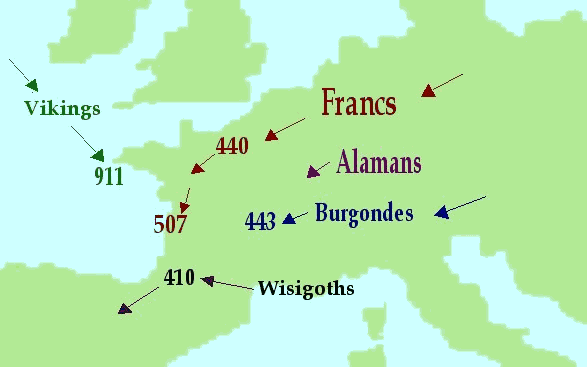 Francs
Vikings
440
Alamans
911
507
443
Burgondes
410
Wisigoths